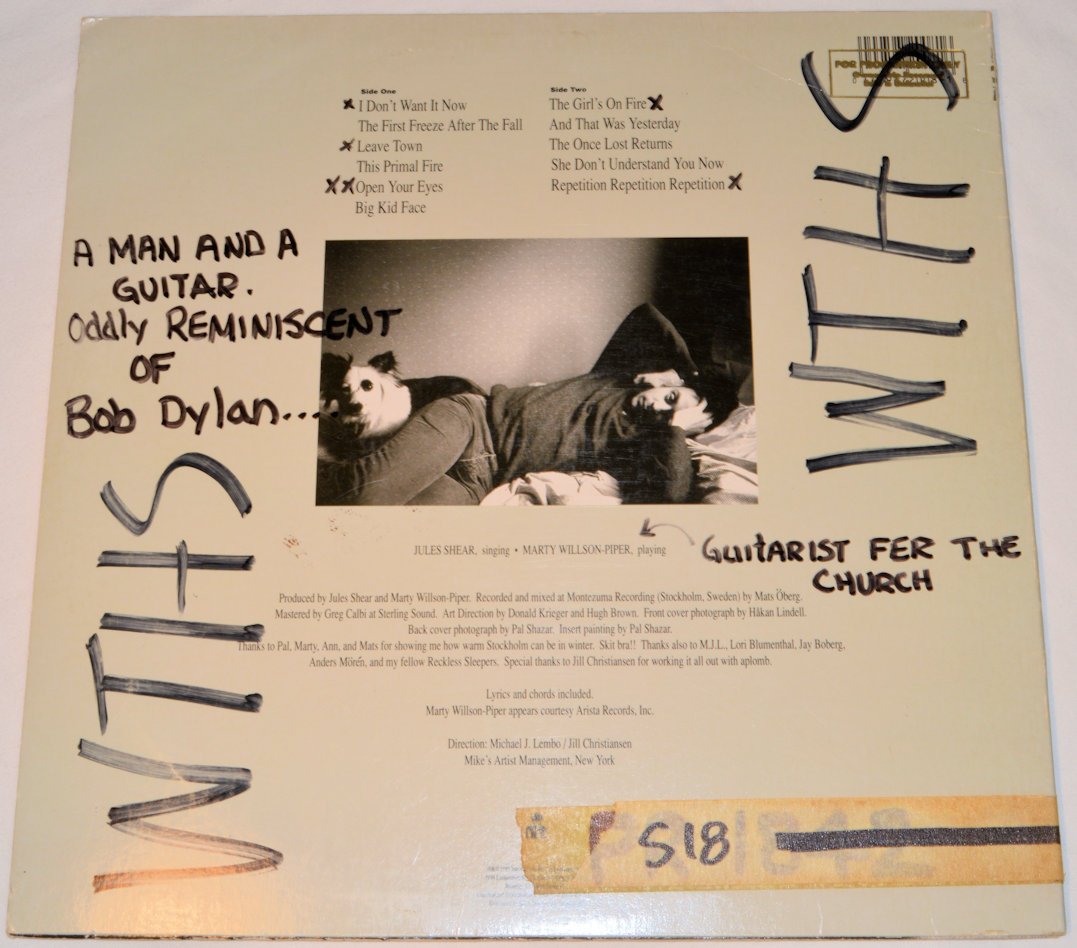 FOR PROMOTION ONLY
Side One
X I Don't Want It Now
The First Freeze After The Fall
X Leave Town
This Primal Fire
XX Open Your Eyes
Big Kid Face
Side Two
The Girl's On Fire X
And That Was Yesterday
The Once Lost Returns
She Don't Understand You Now
Repetition Repetition Repetition X
A MAN AND A
GUITAR.
Oddly REMINISCENT
OF
Bob Dylan....
WTHS
WTHS
JULES SHEAR, singing • MARTY WILLSON-PIPER, playing
GUITARIST FER THE
CHURCH
Produced by Jules Shear and Marty Willson-Piper. Recorded and mixed at Montezuma Recording (Stockholm, Sweden) by Mats Öberg.
Mastered by Greg Calbi at Sterling Sound. Art Direction by Donald Krieger and Hugh Brown. Front cover photograph by Håkan Lindell.
Back cover photograph by Pal Shazar. Insert painting by Pal Shazar.
Thanks to Pal, Marty, Ann, and Mats for showing me how warm Stockholm can be in winter. Skit bra!! Thanks also to M.J.L., Lori Blumenthal, Jay Boberg,
Anders Mörén, and my fellow Reckless Sleepers. Special thanks to Jill Christiansen for working it all out with aplomb.
Lyrics and chords included.
Marty Willson-Piper appears courtesy Arista Records, Inc.
Direction: Michael J. Lembo / Jill Christiansen
Mike's Artist Management, New York
S18